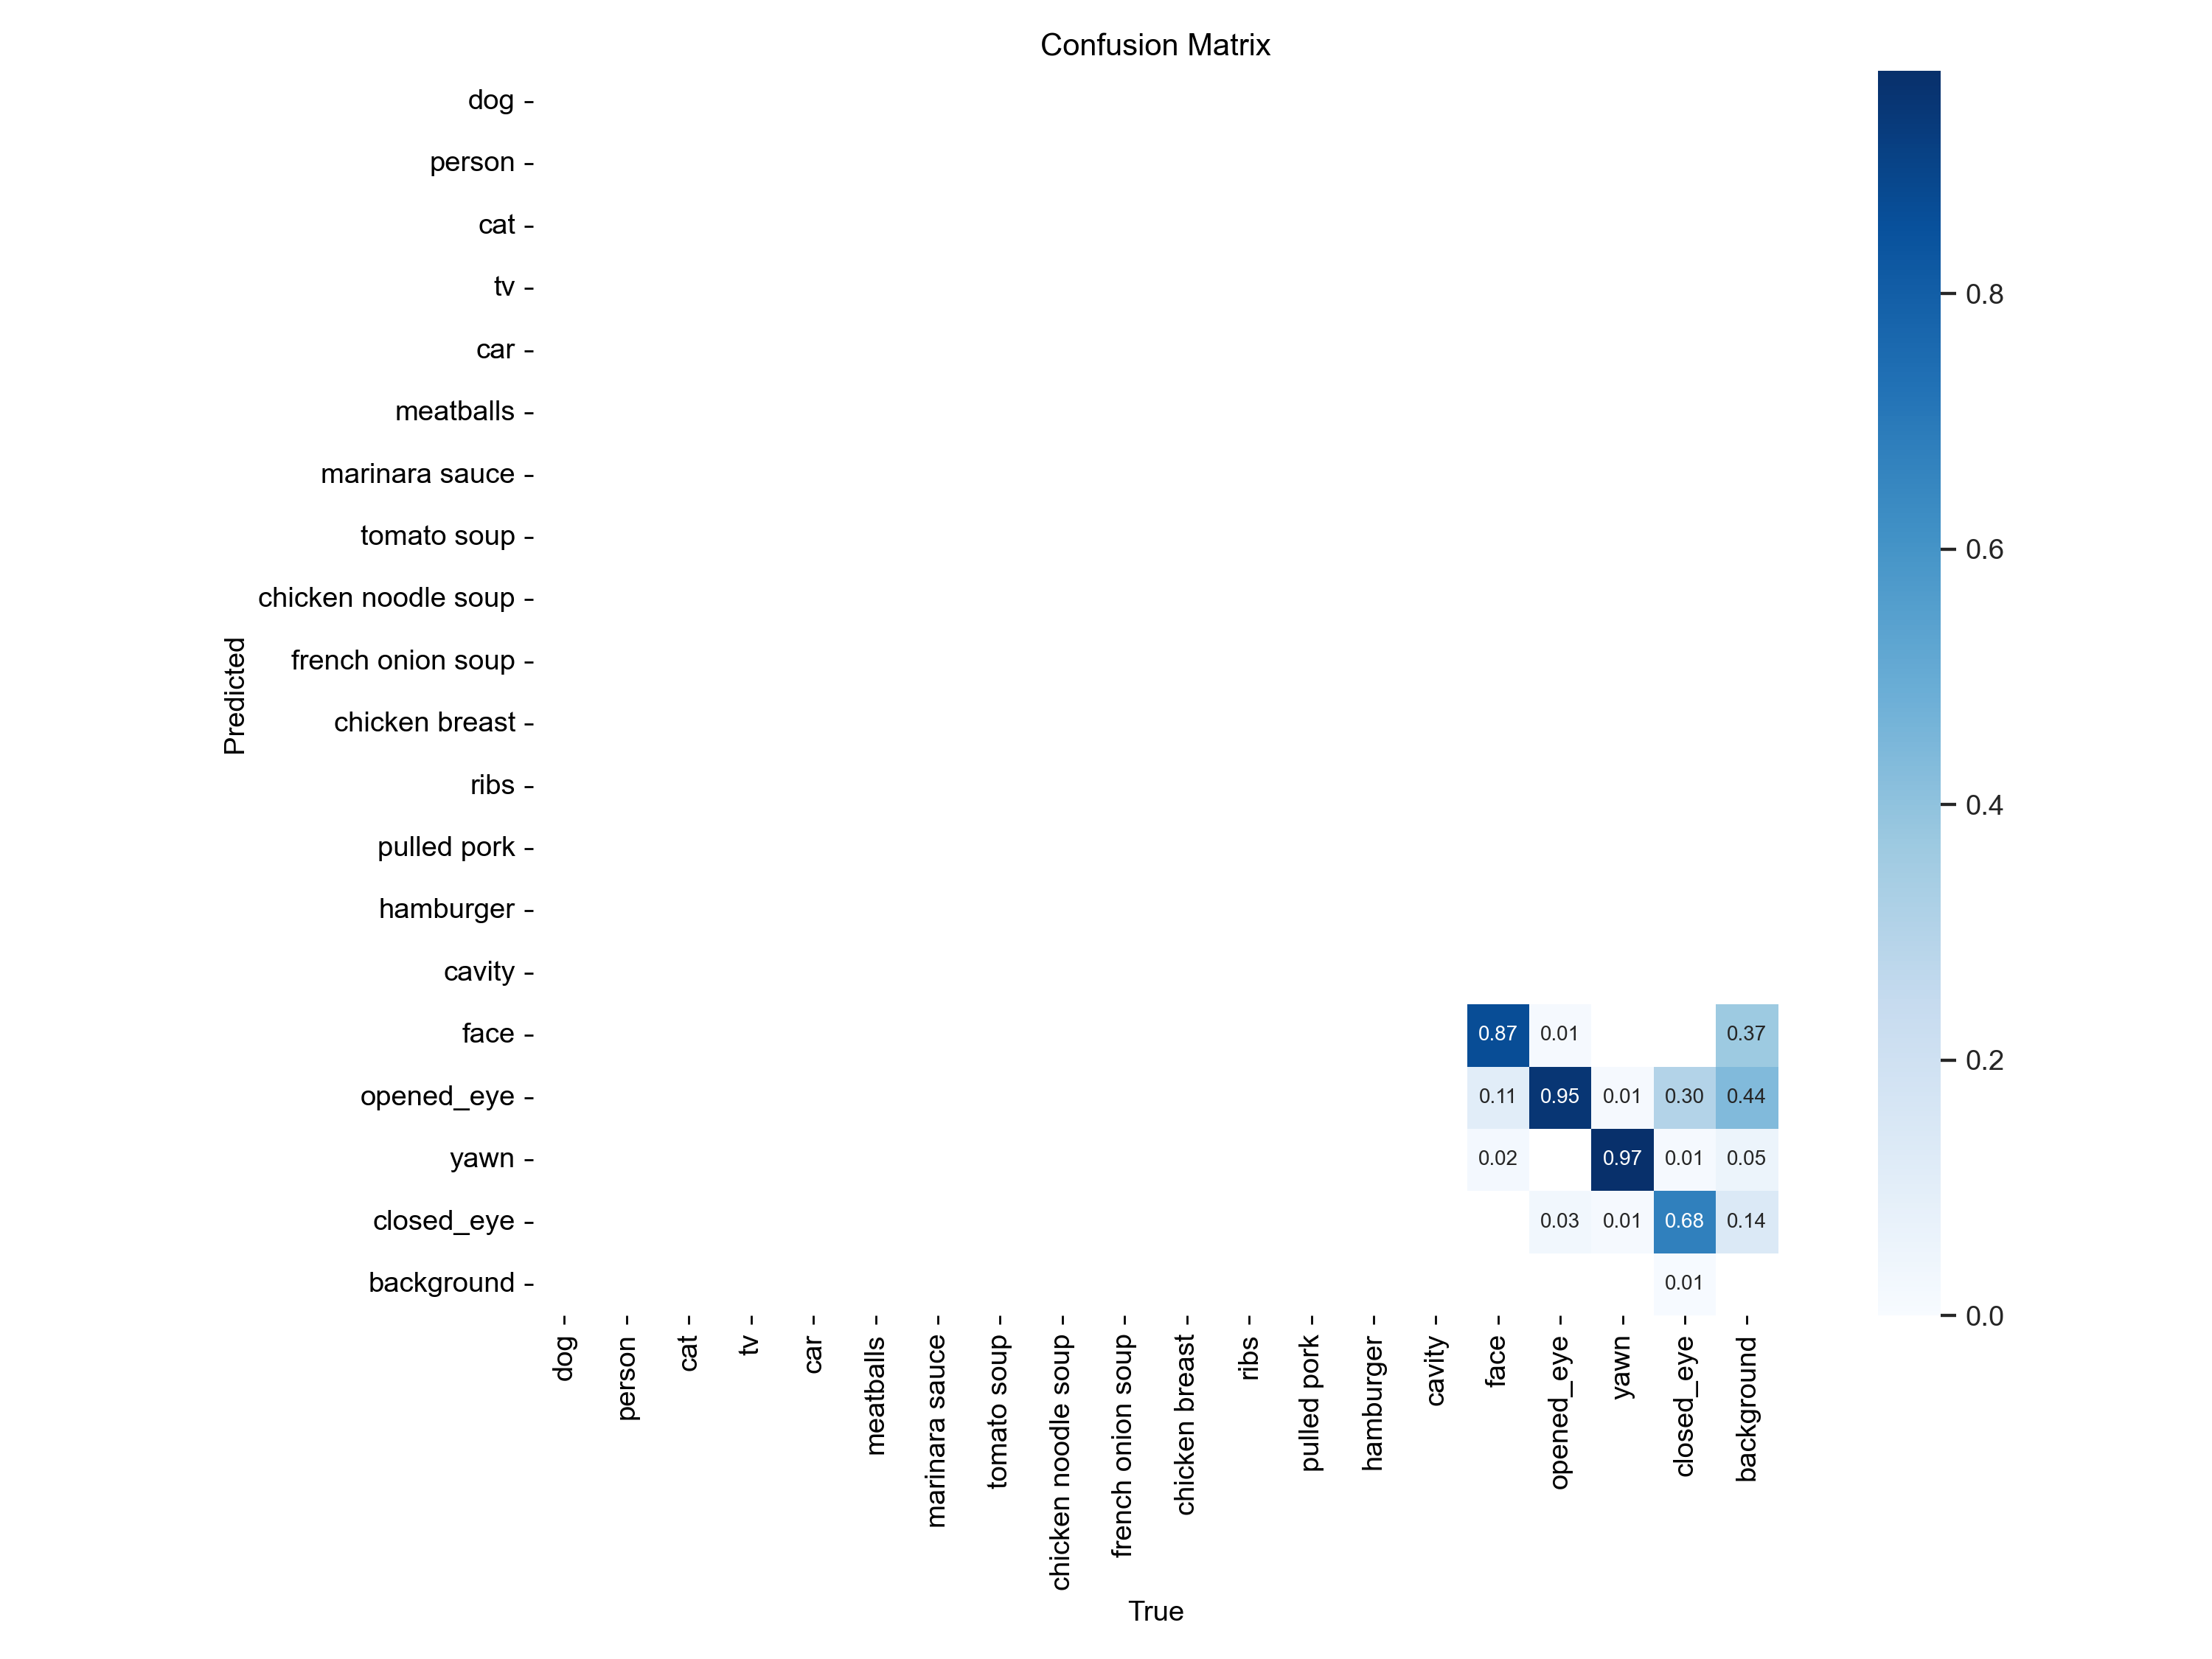 Confusion Matrix
dog
person
cat
tv
car
meatballs
marinara sauce
tomato soup
chicken noodle soup
french onion soup
chicken breast
ribs
pulled pork
hamburger
cavity
face
opened_eye
yawn
closed_eye
background
Predicted
0.87 0.01 0.37
0.11 0.95 0.01 0.30 0.44
0.02 0.97 0.01 0.05
0.03 0.01 0.68 0.14
0.01
dog
person
cat
tv
car
meatballs
marinara sauce
tomato soup
chicken noodle soup
french onion soup
chicken breast
ribs
pulled pork
hamburger
cavity
face
opened_eye
yawn
closed_eye
background
True
0.8
0.6
0.4
0.2
0.0